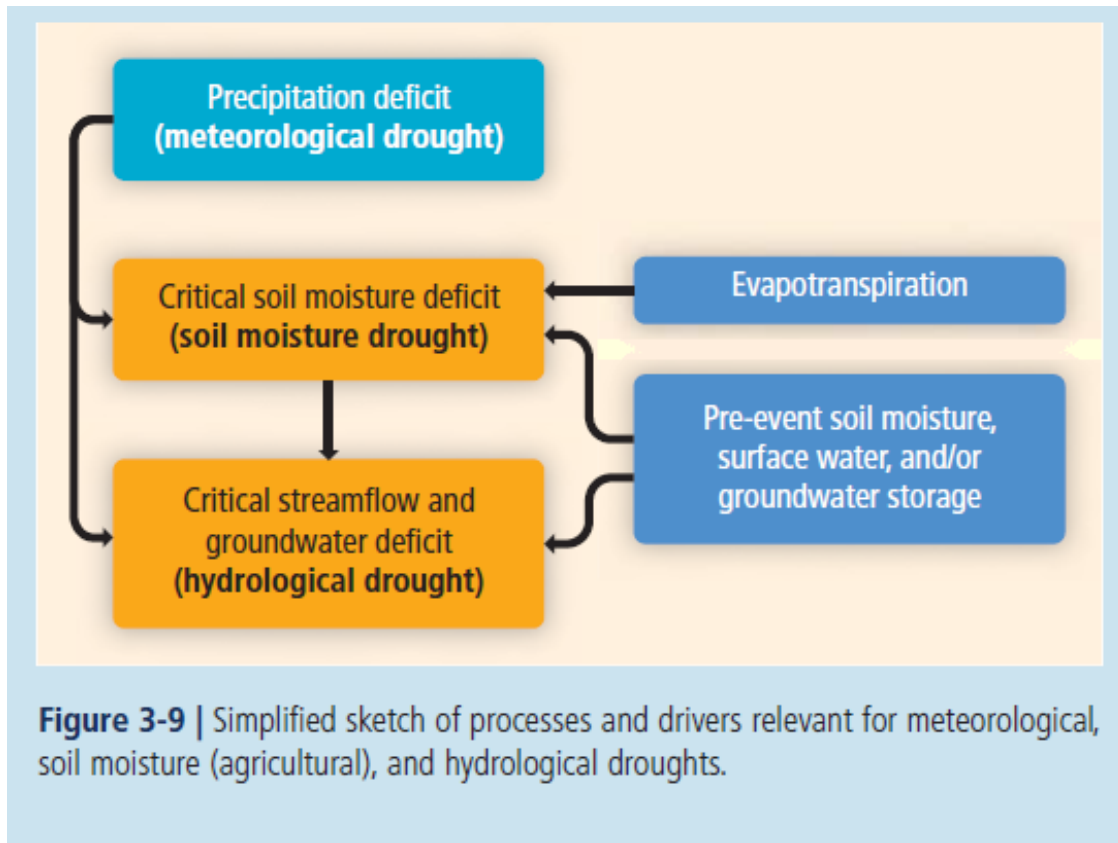 Precipitation deficit
(meteorological drought)
Critical soil moisture deficit
(soil moisture drought)
Evapotranspiration
Pre-event soil moisture,
surface water, and/or
groundwater storage
Critical streamflow and
groundwater deficit
(hydrological drought)
Figure 3-9 | Simplified sketch of processes and drivers relevant for meteorological,
soil moisture (agricultural), and hydrological droughts.